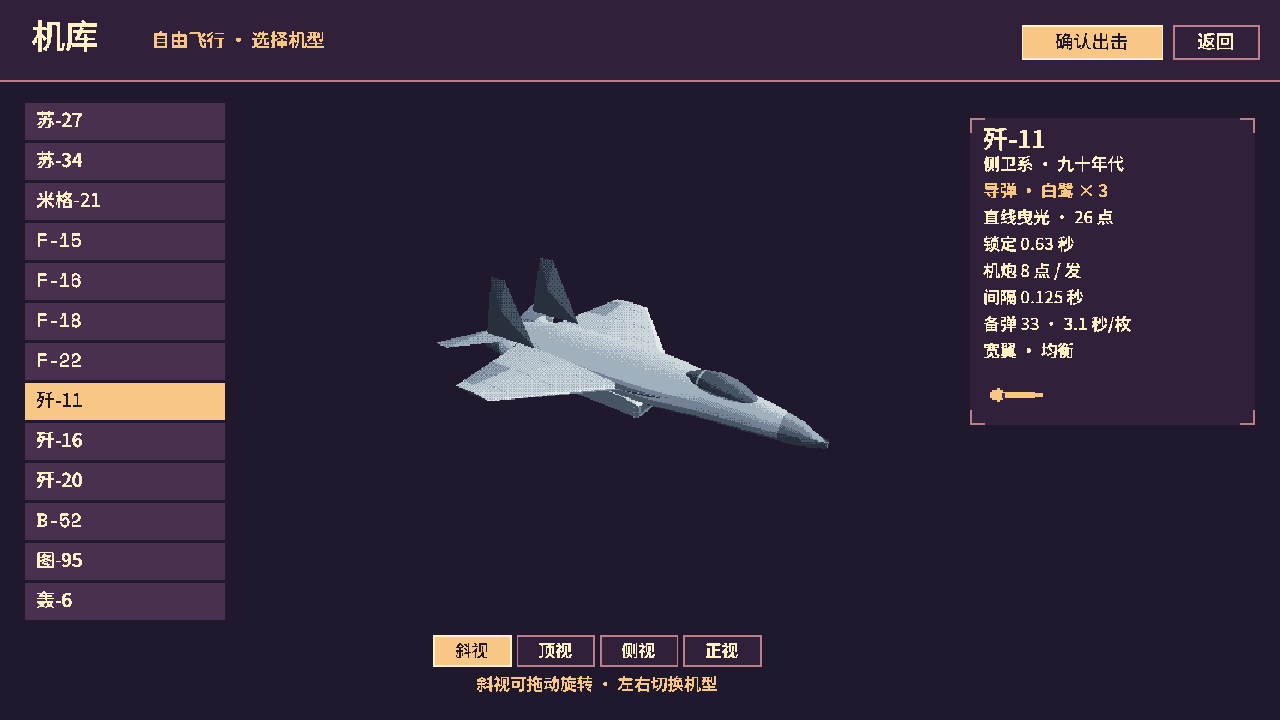 机库
自由飞行 · 选择机型
确认出击
返回
苏-27
苏-34
米格-21
F-15
F-16
F-18
F-22
歼-11
歼-16
歼-20
B-52
图-95
轰-6
歼-11
侧卫系 · 九十年代
导弹 · 白鹭 × 3
直线曳光 · 26 点
锁定 0.63 秒
机炮 8 点 / 发
间隔 0.125 秒
备弹 33 · 3.1 秒/枚
宽翼 · 均衡
斜视
顶视
侧视
正视
斜视可拖动旋转 · 左右切换机型